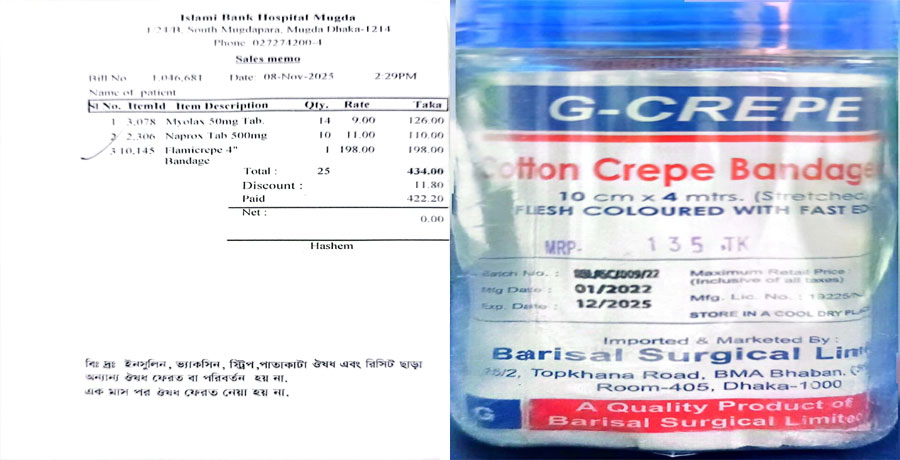 Islami Bank Hospital Mugda
1/24/B, South Mugdapara, Mugda Dhaka-1214
Phone 027274200-4
Sales memo
Bill No 1,046,681 Date: 08-Nov-2025 2:29PM
Name of patient
Sl No. ItemId Item Description Qty. Rate Taka
1 3,078 Myolax 50mg Tab. 14 9.00 126.00
2 2,306 Naprox Tab 500mg 10 11.00 110.00
3 10,145 Flamicrepe 4" 1 198.00 198.00
Bandage
Total : 25 434.00
Discount : 11.80
Paid 422.20
Net : 0.00
Hashem
বিঃ দ্রঃ ইনসুলিন, ভ্যাকসিন, স্ট্রিপ, পাতাকাটা ঔষধ এবং রিসিট ছাড়া
অন্যান্য ঔষধ ফেরত বা পরিবর্তন হয় না.
এক মাস পর ঔষধ ফেরত নেয়া হয় না.
G-CREPE
Cotton Crepe Bandage
10 cm x 4 mtrs. (Stretched
FLESH COLOURED WITH FAST
MRP- 135 .TK
Batch No. :
Mfg Date : 01/2022
Exp. Date : 12/2025
Maximum Retail Price :
(Inclusive of all taxes)
Mfg. Lic. No. : 19225/
STORE IN A COOL DRY
Imported & Marketed By :
Barisal Surgical
Topkhana Road, BMA Bhaban,
Room-405, Dhaka-1000
G
A Quality Product of
Barisal Surgical Limited